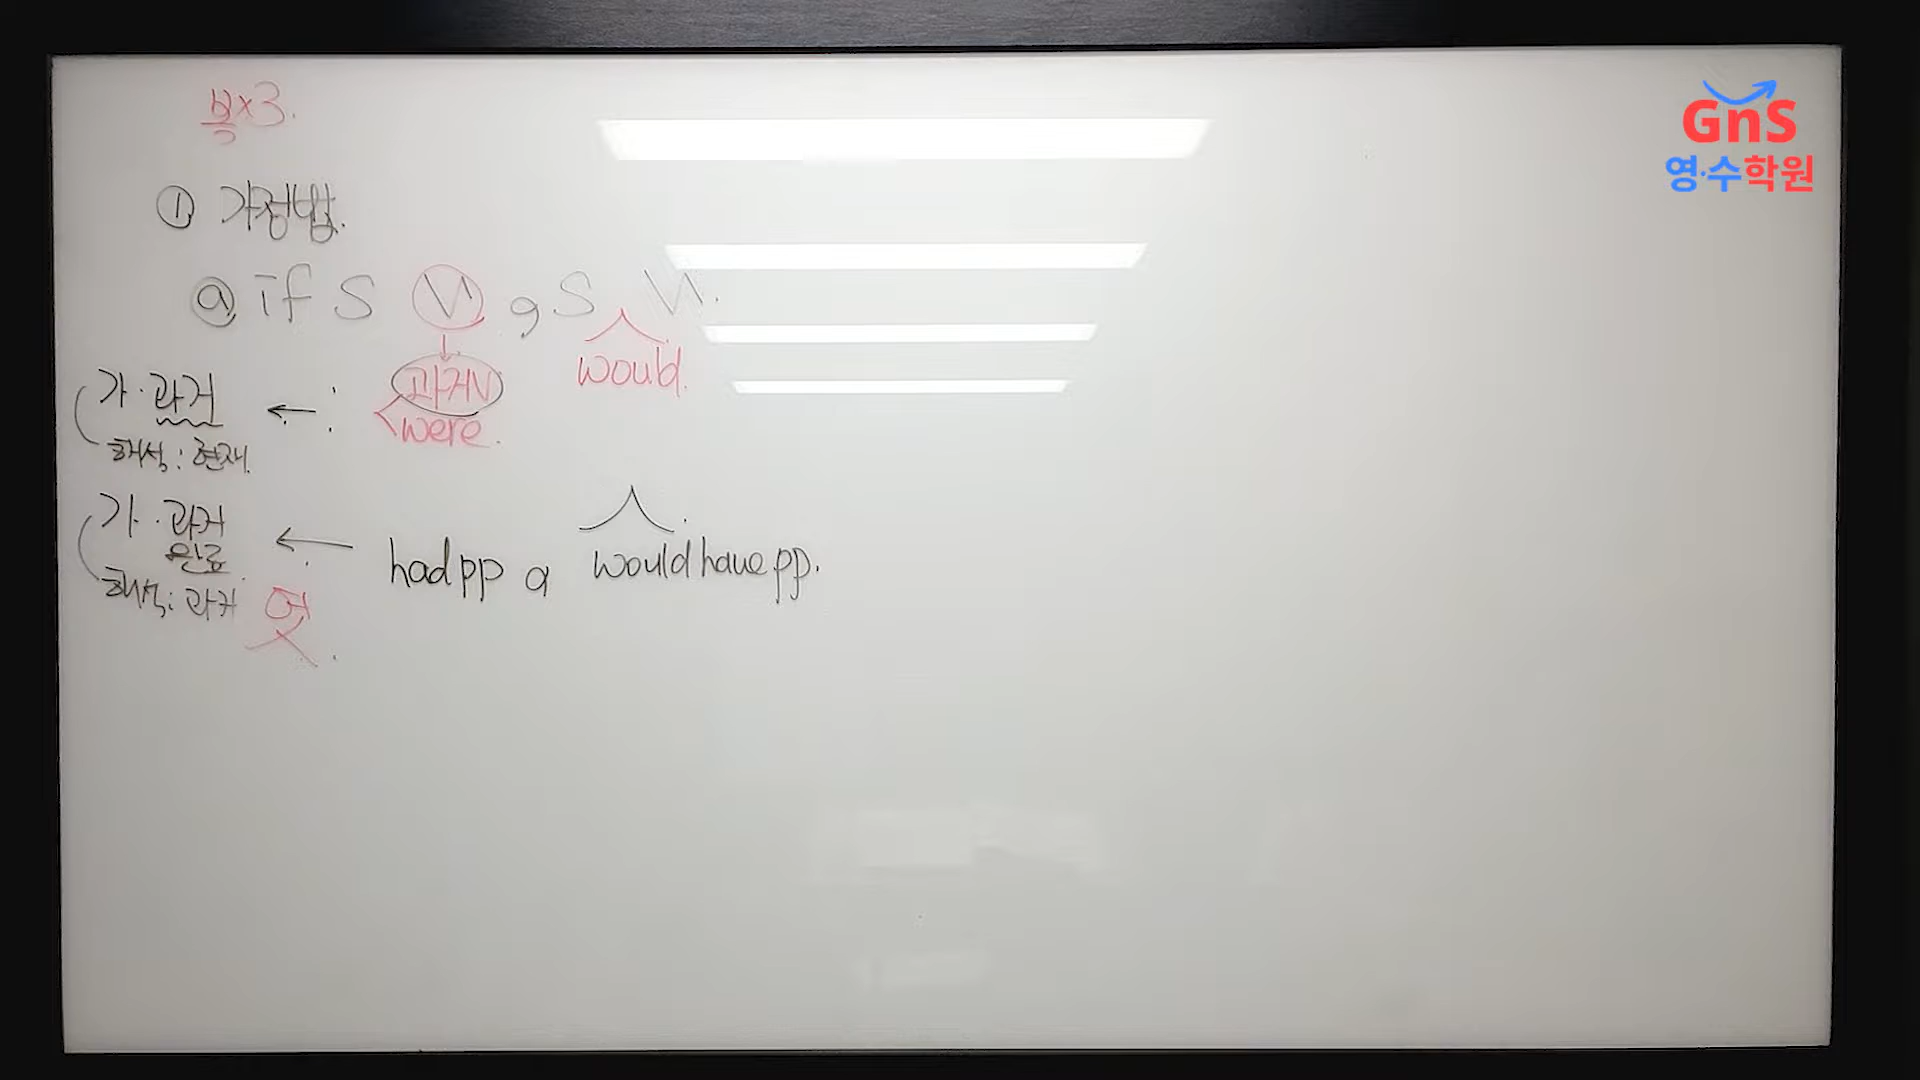 복x3.
① 가정법.
ⓐ if S V , S V.
would.
과거V
가·과거 ← :
were.
해석: 현재.
가·과거 완료 ← had pp , would have pp.
해석: 과거 었
GnS
영·수학원